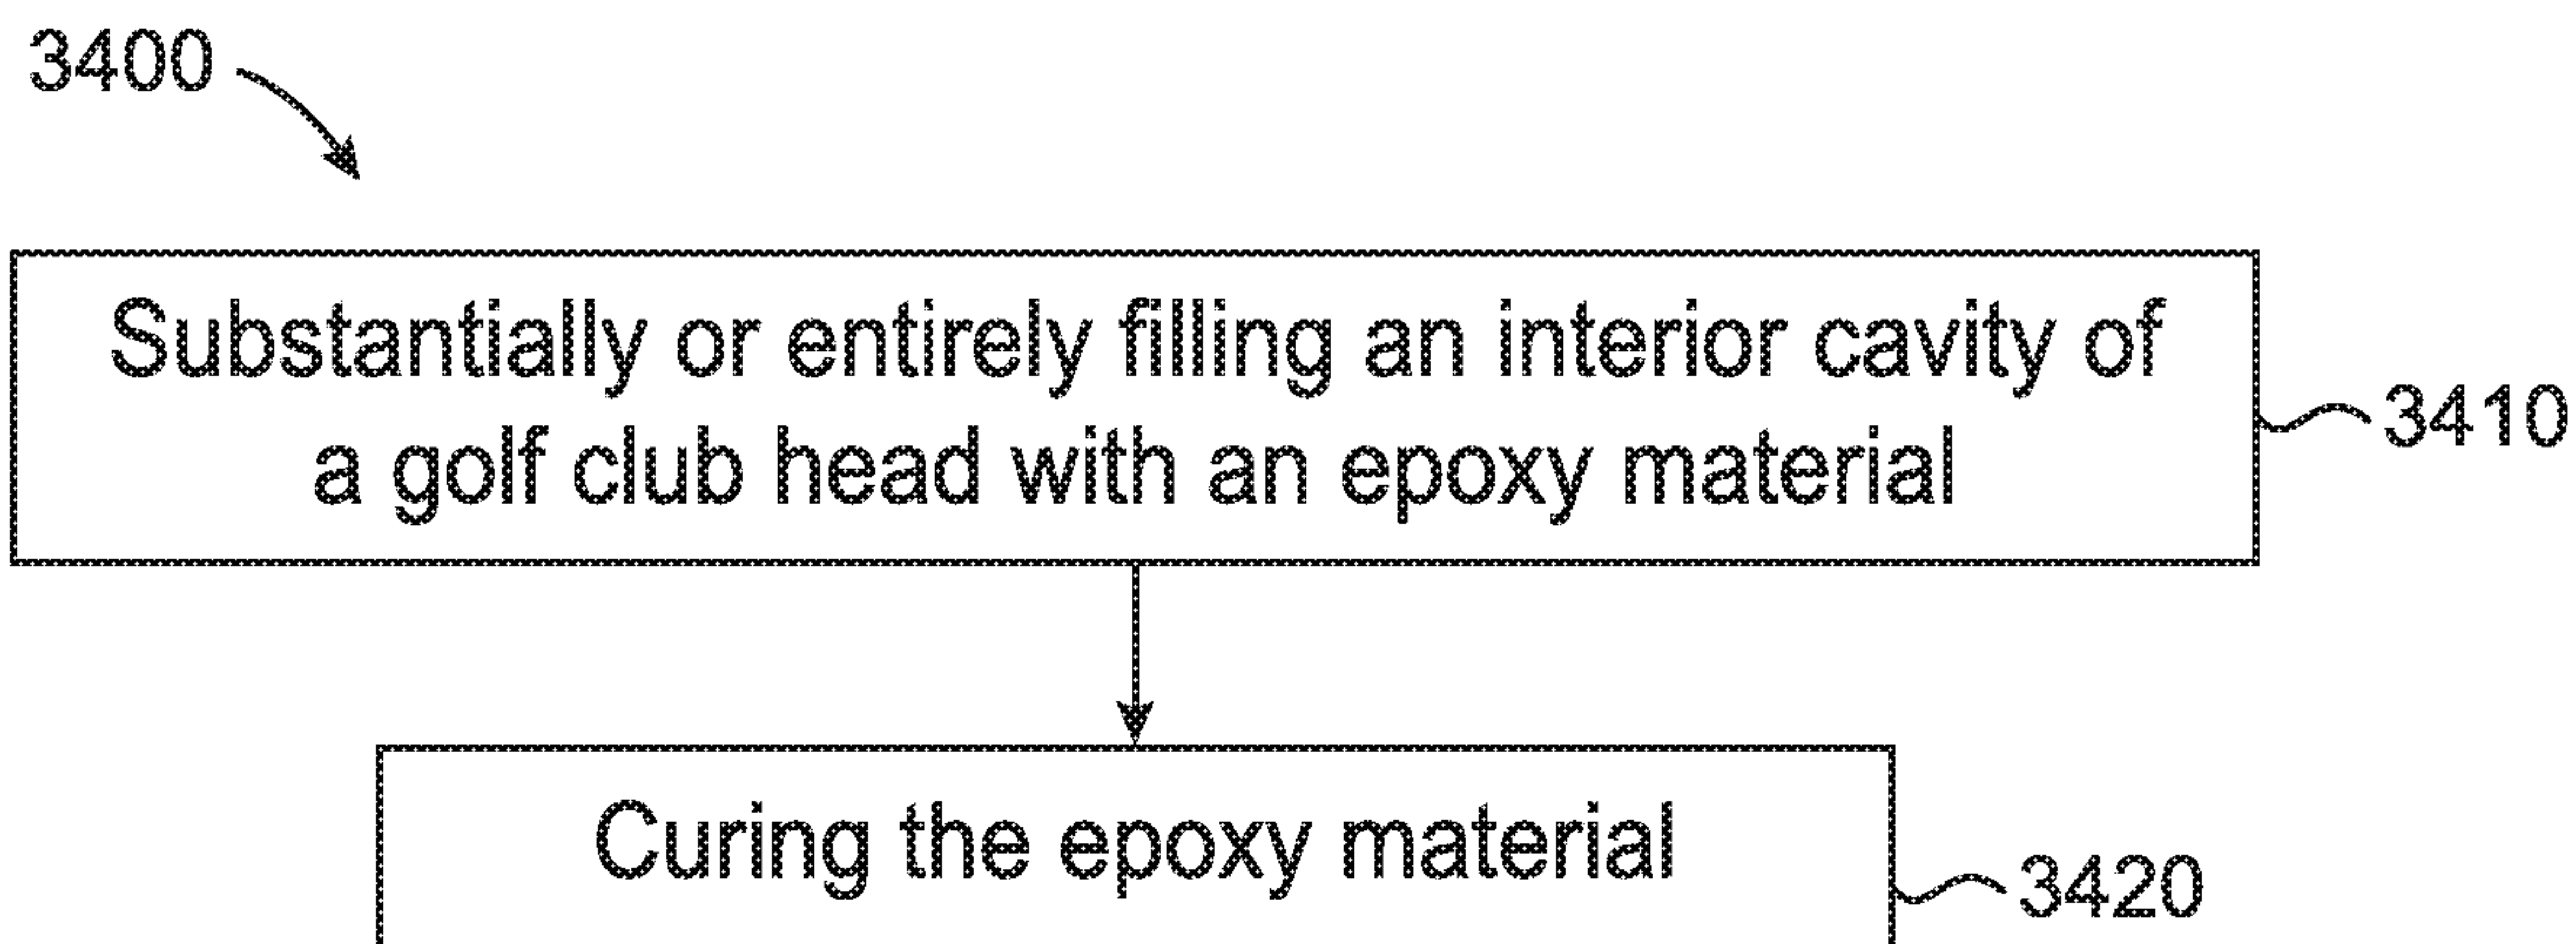 3400
Substantially or entirely filling an interior cavity of
a golf club head with an epoxy material
3410
Curing the epoxy material
3420